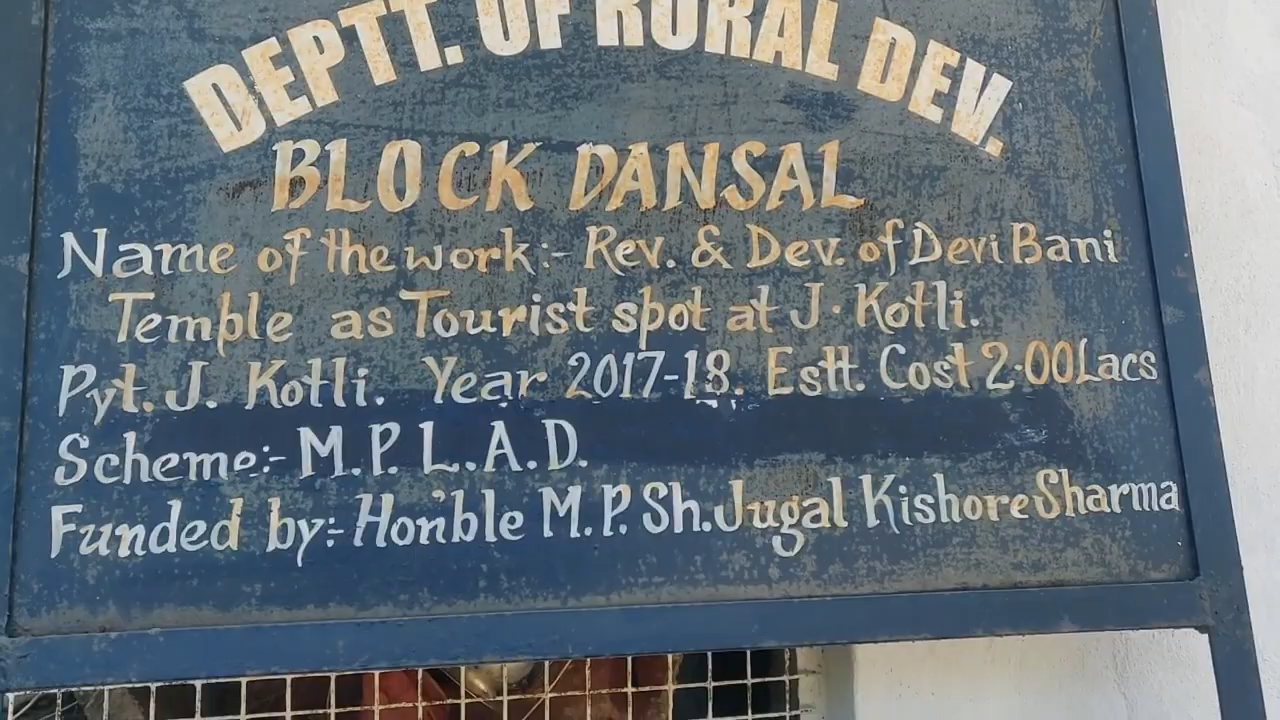 DEPTT. OF RURAL DEV.
BLOCK DANSAL
Name of the work:- Rev. & Dev. of Devi Bani
Temple as Tourist spot at J. Kotli.
Pyt. J. Kotli. Year 2017-18. Estt. Cost 2.00 Lacs
Scheme:- M.P. L.A.D.
Funded by:- Hon'ble M.P. Sh. Jugal Kishore Sharma